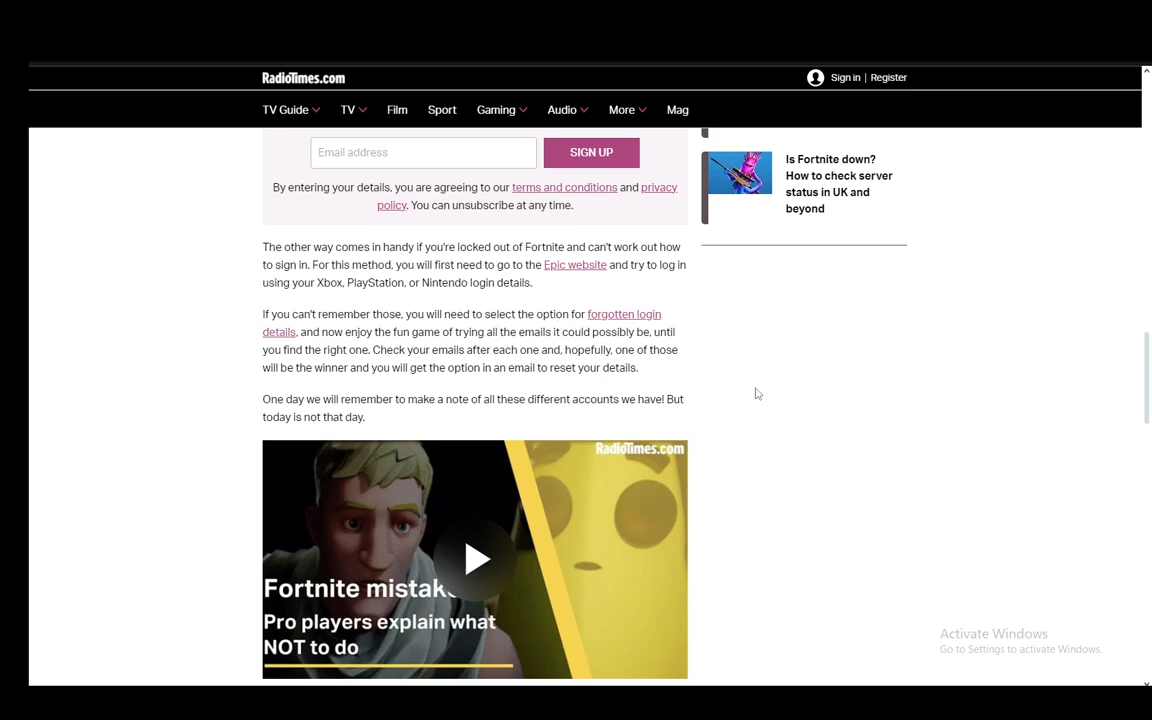 RadioTimes.com
Sign in | Register
TV Guide
TV
Film
Sport
Gaming
Audio
More
Mag
Email address
SIGN UP
By entering your details, you are agreeing to our terms and conditions and privacy
policy. You can unsubscribe at any time.
Is Fortnite down?
How to check server
status in UK and
beyond
The other way comes in handy if you're locked out of Fortnite and can't work out how
to sign in. For this method, you will first need to go to the Epic website and try to log in
using your Xbox, PlayStation, or Nintendo login details.
If you can't remember those, you will need to select the option for forgotten login
details, and now enjoy the fun game of trying all the emails it could possibly be, until
you find the right one. Check your emails after each one and, hopefully, one of those
will be the winner and you will get the option in an email to reset your details.
One day we will remember to make a note of all these different accounts we have! But
today is not that day.
RadioTimes.com
Fortnite mistak
Pro players explain what
NOT to do
Activate Windows
Go to Settings to activate Windows.